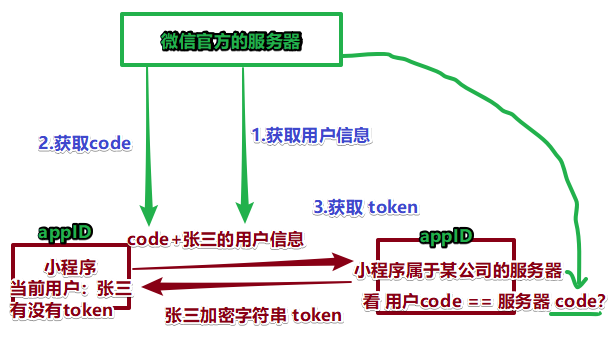 微信官方的服务器
1.获取用户信息
2.获取code
3.获取 token
appID
appID
code+张三的用户信息
小程序
当前用户：张三
有没有token
小程序属于某公司的服务器
看 用户code == 服务器 code?
张三加密字符串 token